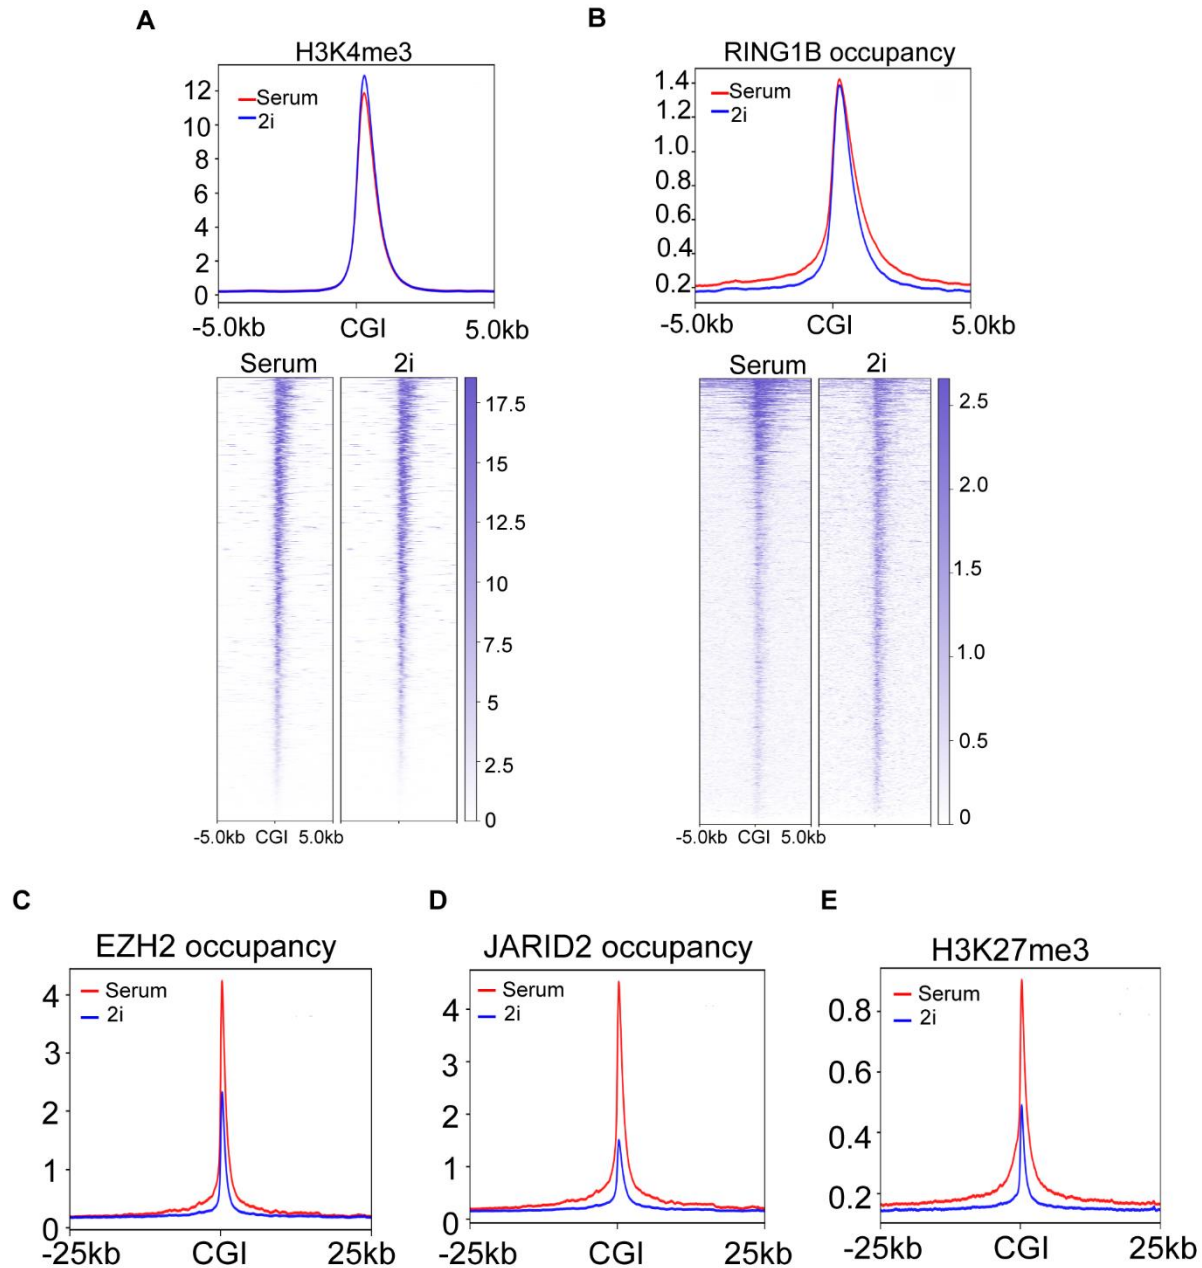 A
H3K4me3
12
10
8
6
4
2
0
Serum
2i
-5.0kb CGI 5.0kb
Serum 2i
17.5
12.5
10
7.5
5
2.5
0
-5.0kb CGI 5.0kb
B
RING1B occupancy
1.4
1.2
1.0
0.8
0.6
0.4
0.2
Serum
2i
-5.0kb CGI 5.0kb
Serum 2i
2.5
2.0
1.5
1.0
0.5
0
-5.0kb CGI 5.0kb
C
EZH2 occupancy
4
3
2
1
0
Serum
2i
-25kb CGI 25kb
D
JARID2 occupancy
4
3
2
1
0
Serum
2i
-25kb CGI 25kb
E
H3K27me3
0.8
0.6
0.4
0.2
Serum
2i
-25kb CGI 25kb